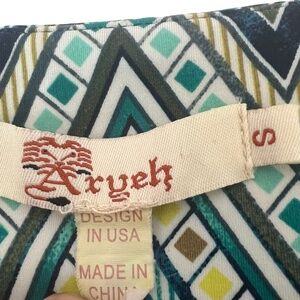 Aryeh
S
DESIGN
IN USA
MADE IN
CHINA